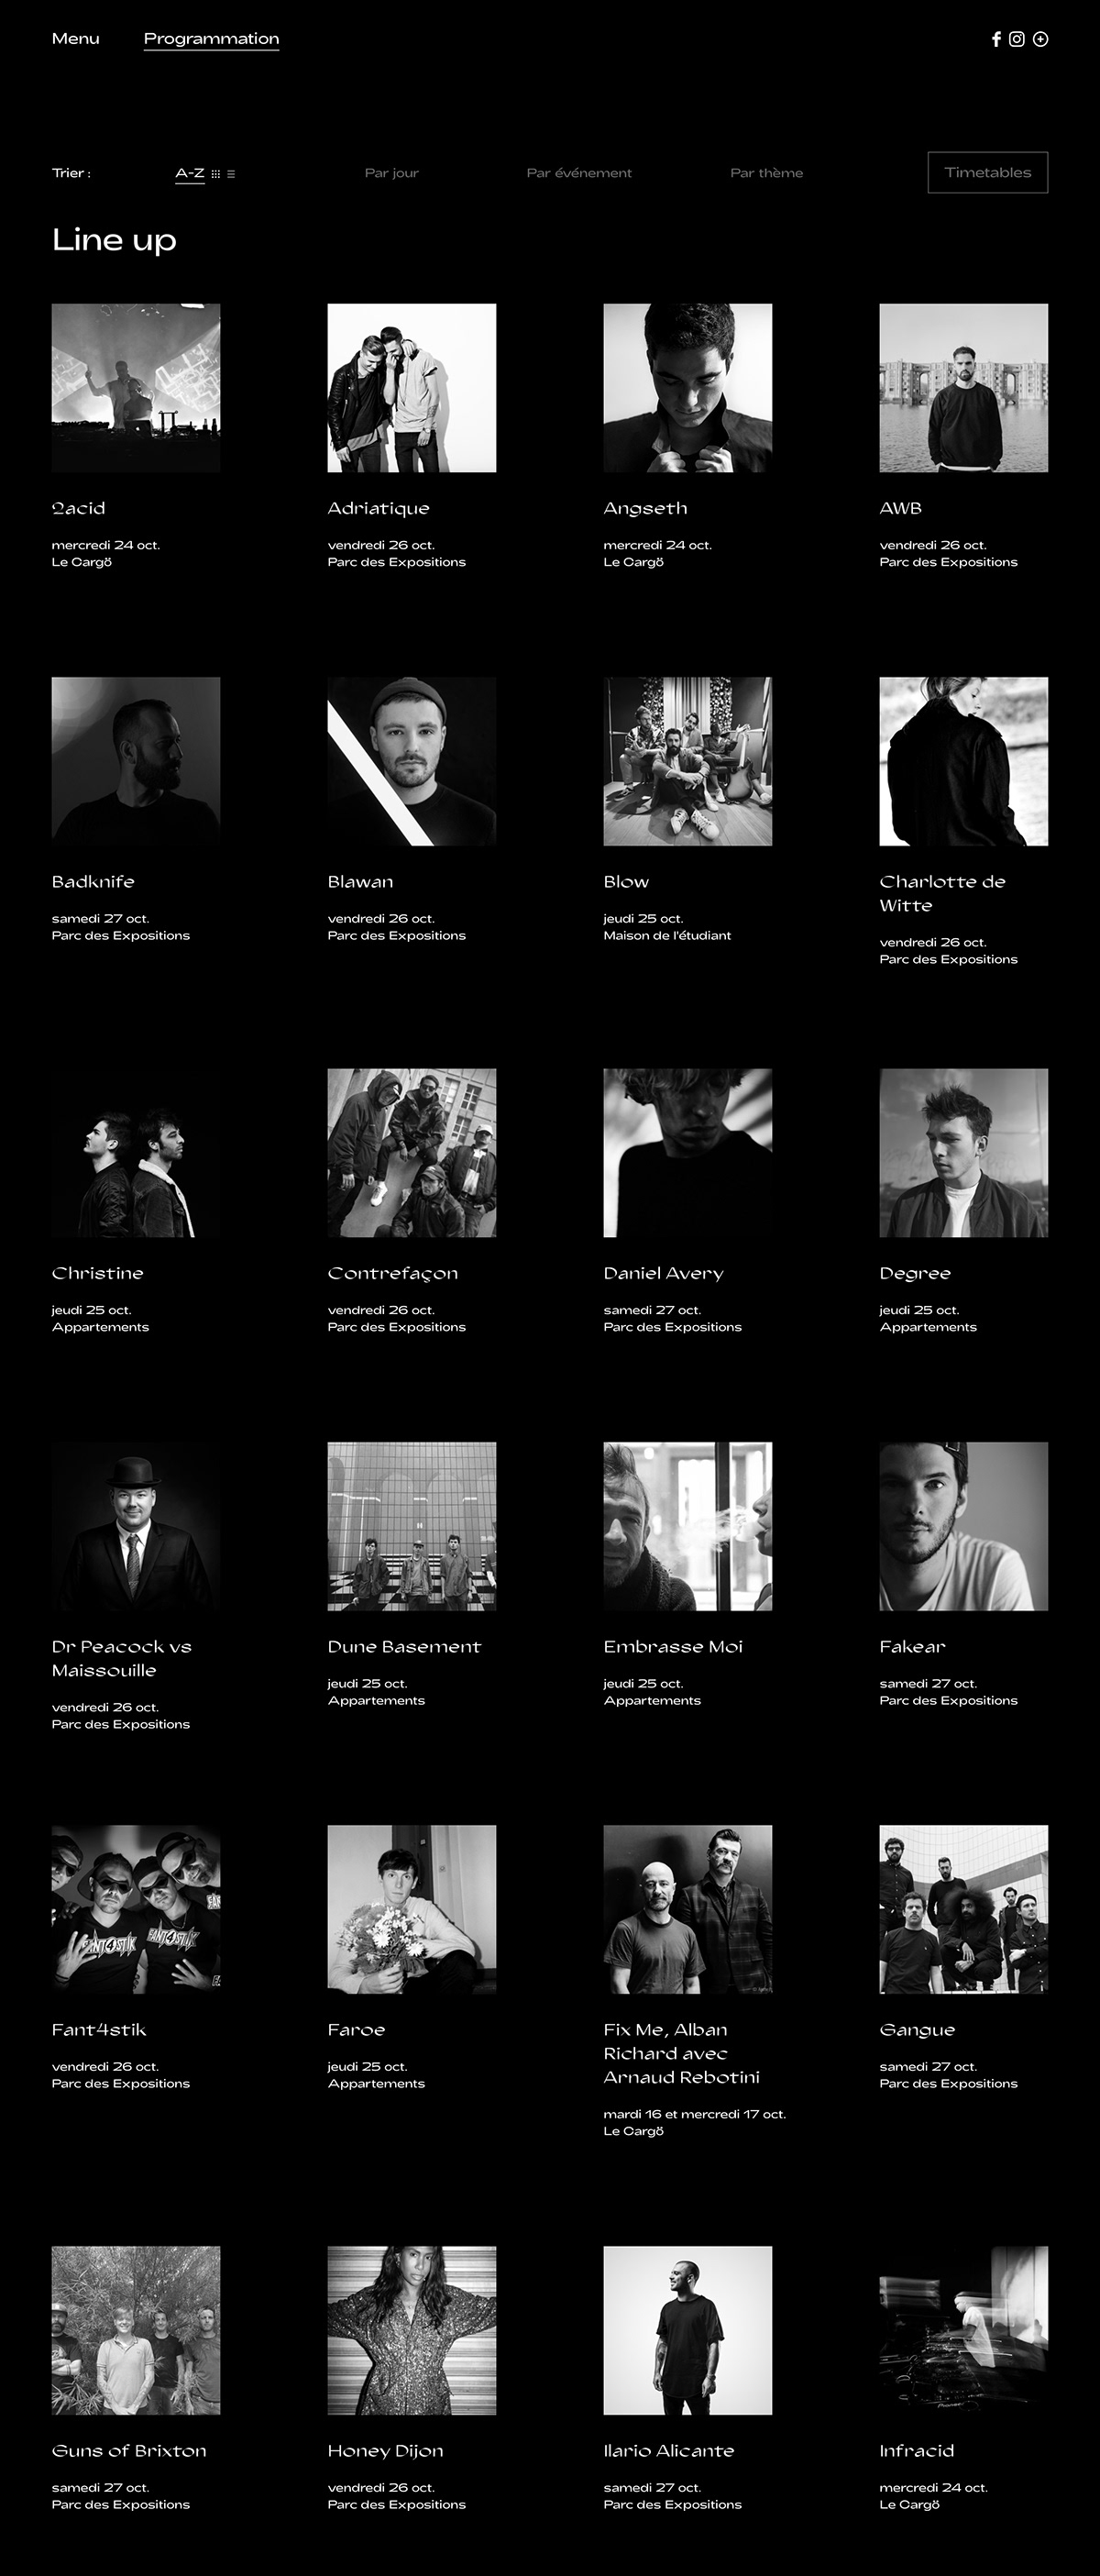 Menu
Programmation
Trier :
A-Z
Par jour
Par événement
Par thème
Timetables
Line up
2acid
mercredi 24 oct.
Le Cargö
Adriatique
vendredi 26 oct.
Parc des Expositions
Angseth
mercredi 24 oct.
Le Cargö
AWB
vendredi 26 oct.
Parc des Expositions
Badknife
samedi 27 oct.
Parc des Expositions
Blawan
vendredi 26 oct.
Parc des Expositions
Blow
jeudi 25 oct.
Maison de l'étudiant
Charlotte de
Witte
vendredi 26 oct.
Parc des Expositions
Christine
jeudi 25 oct.
Appartements
Contrefaçon
vendredi 26 oct.
Parc des Expositions
Daniel Avery
samedi 27 oct.
Parc des Expositions
Degree
jeudi 25 oct.
Appartements
Dr Peacock vs
Maissouille
vendredi 26 oct.
Parc des Expositions
Dune Basement
jeudi 25 oct.
Appartements
Embrasse Moi
jeudi 25 oct.
Appartements
Fakear
samedi 27 oct.
Parc des Expositions
FANT4STIK
FANT4STIK
Fant4stik
vendredi 26 oct.
Parc des Expositions
Faroe
jeudi 25 oct.
Appartements
Fix Me, Alban
Richard avec
Arnaud Rebotini
mardi 16 et mercredi 17 oct.
Le Cargö
Gangue
samedi 27 oct.
Parc des Expositions
Guns of Brixton
samedi 27 oct.
Parc des Expositions
Honey Dijon
vendredi 26 oct.
Parc des Expositions
Ilario Alicante
samedi 27 oct.
Parc des Expositions
Infracid
mercredi 24 oct.
Le Cargö